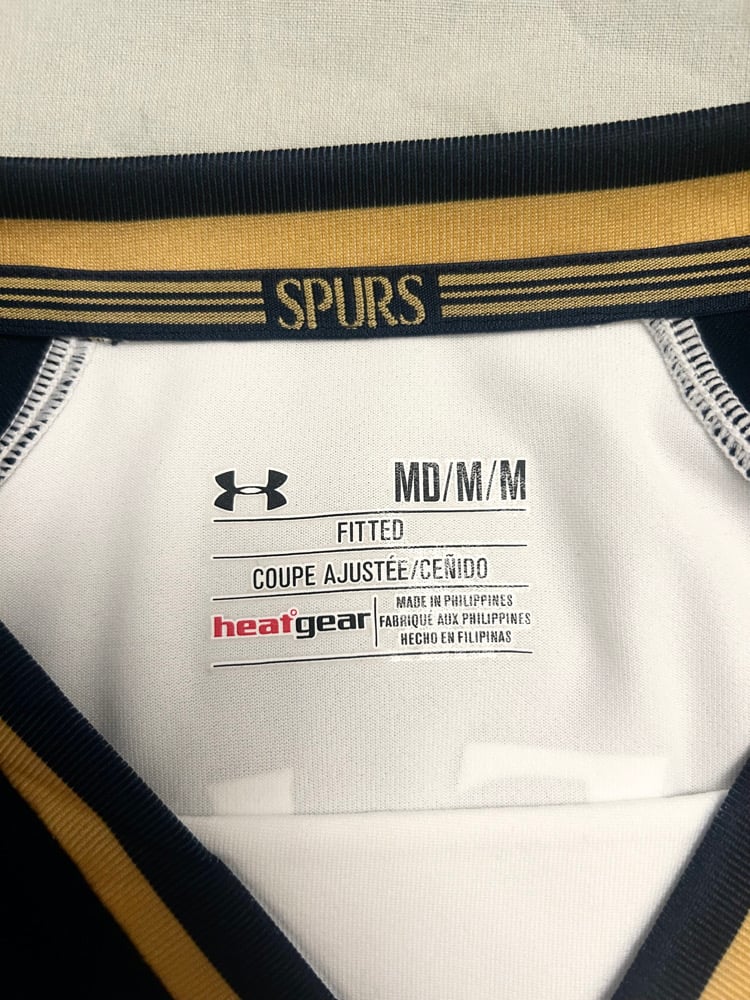 SPURS
MD/M/M
FITTED
COUPE AJUSTÉE/CEÑIDO
heatgear
MADE IN PHILIPPINES
FABRIQUÉ AUX PHILIPPINES
HECHO EN FILIPINAS